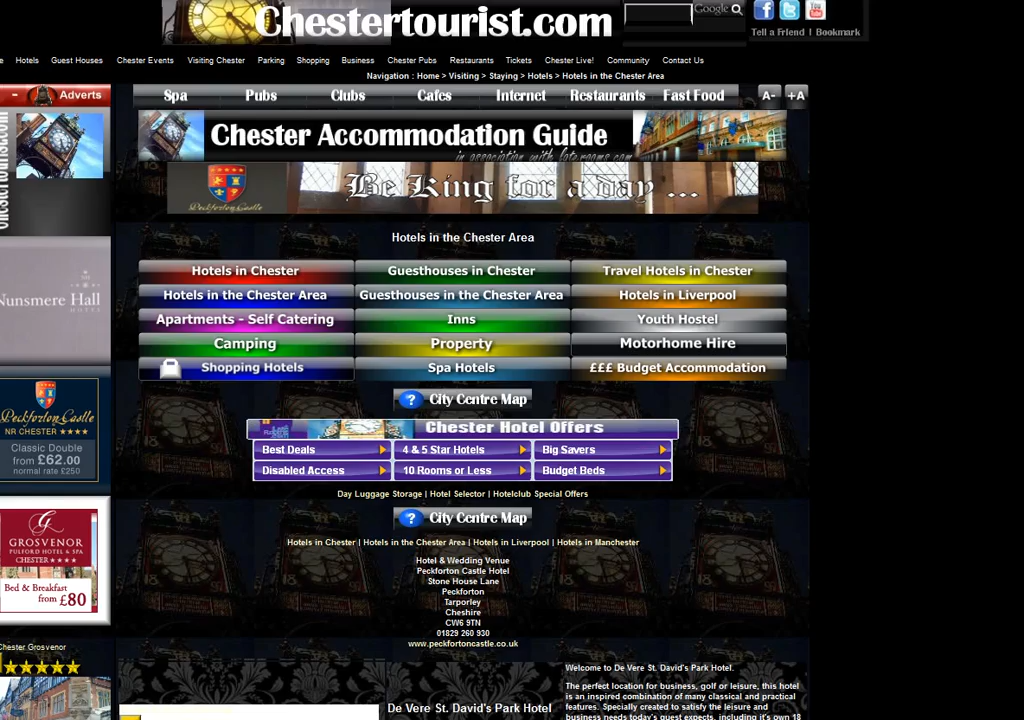 Chestertourist.com
Google
Tell a Friend | Bookmark
Hotels Guest Houses Chester Events Visiting Chester Parking Shopping Business Chester Pubs Restaurants Tickets Chester Live! Community Contact Us
Navigation : Home > Visiting > Staying > Hotels > Hotels in the Chester Area
- Adverts
Spa Pubs Clubs Cafes Internet Restaurants Fast Food A- +A
Chester Accommodation Guide
in association with laterooms.com
Peckforton Castle
Be King for a day ...
Hotels in the Chester Area
Hotels in Chester Guesthouses in Chester Travel Hotels in Chester
Hotels in the Chester Area Guesthouses in the Chester Area Hotels in Liverpool
Apartments - Self Catering Inns Youth Hostel
Camping Property Motorhome Hire
Shopping Hotels Spa Hotels £££ Budget Accommodation
Nunsmere Hall
HOTEL
Peckforton Castle
NR CHESTER ★★★★
Classic Double
from £62.00
normal rate £250
? City Centre Map
Chester Hotel Offers
Best Deals 4 & 5 Star Hotels Big Savers
Disabled Access 10 Rooms or Less Budget Beds
Day Luggage Storage | Hotel Selector | Hotelclub Special Offers
? City Centre Map
Hotels in Chester | Hotels in the Chester Area | Hotels in Liverpool | Hotels in Manchester
G
GROSVENOR
PULFORD HOTEL & SPA
CHESTER ★★★★
Bed & Breakfast
from £80
Hotel & Wedding Venue
Peckforton Castle Hotel
Stone House Lane
Peckforton
Tarporley
Cheshire
CW6 9TN
01829 260 930
www.peckfortoncastle.co.uk
Chester Grosvenor
De Vere St. David's Park Hotel
Welcome to De Vere St. David's Park Hotel.
The perfect location for business, golf or leisure, this hotel
is an inspired combination of many classical and practical
features. Specially created to satisfy the leisure and
business needs today's guest expects, including it's own 18